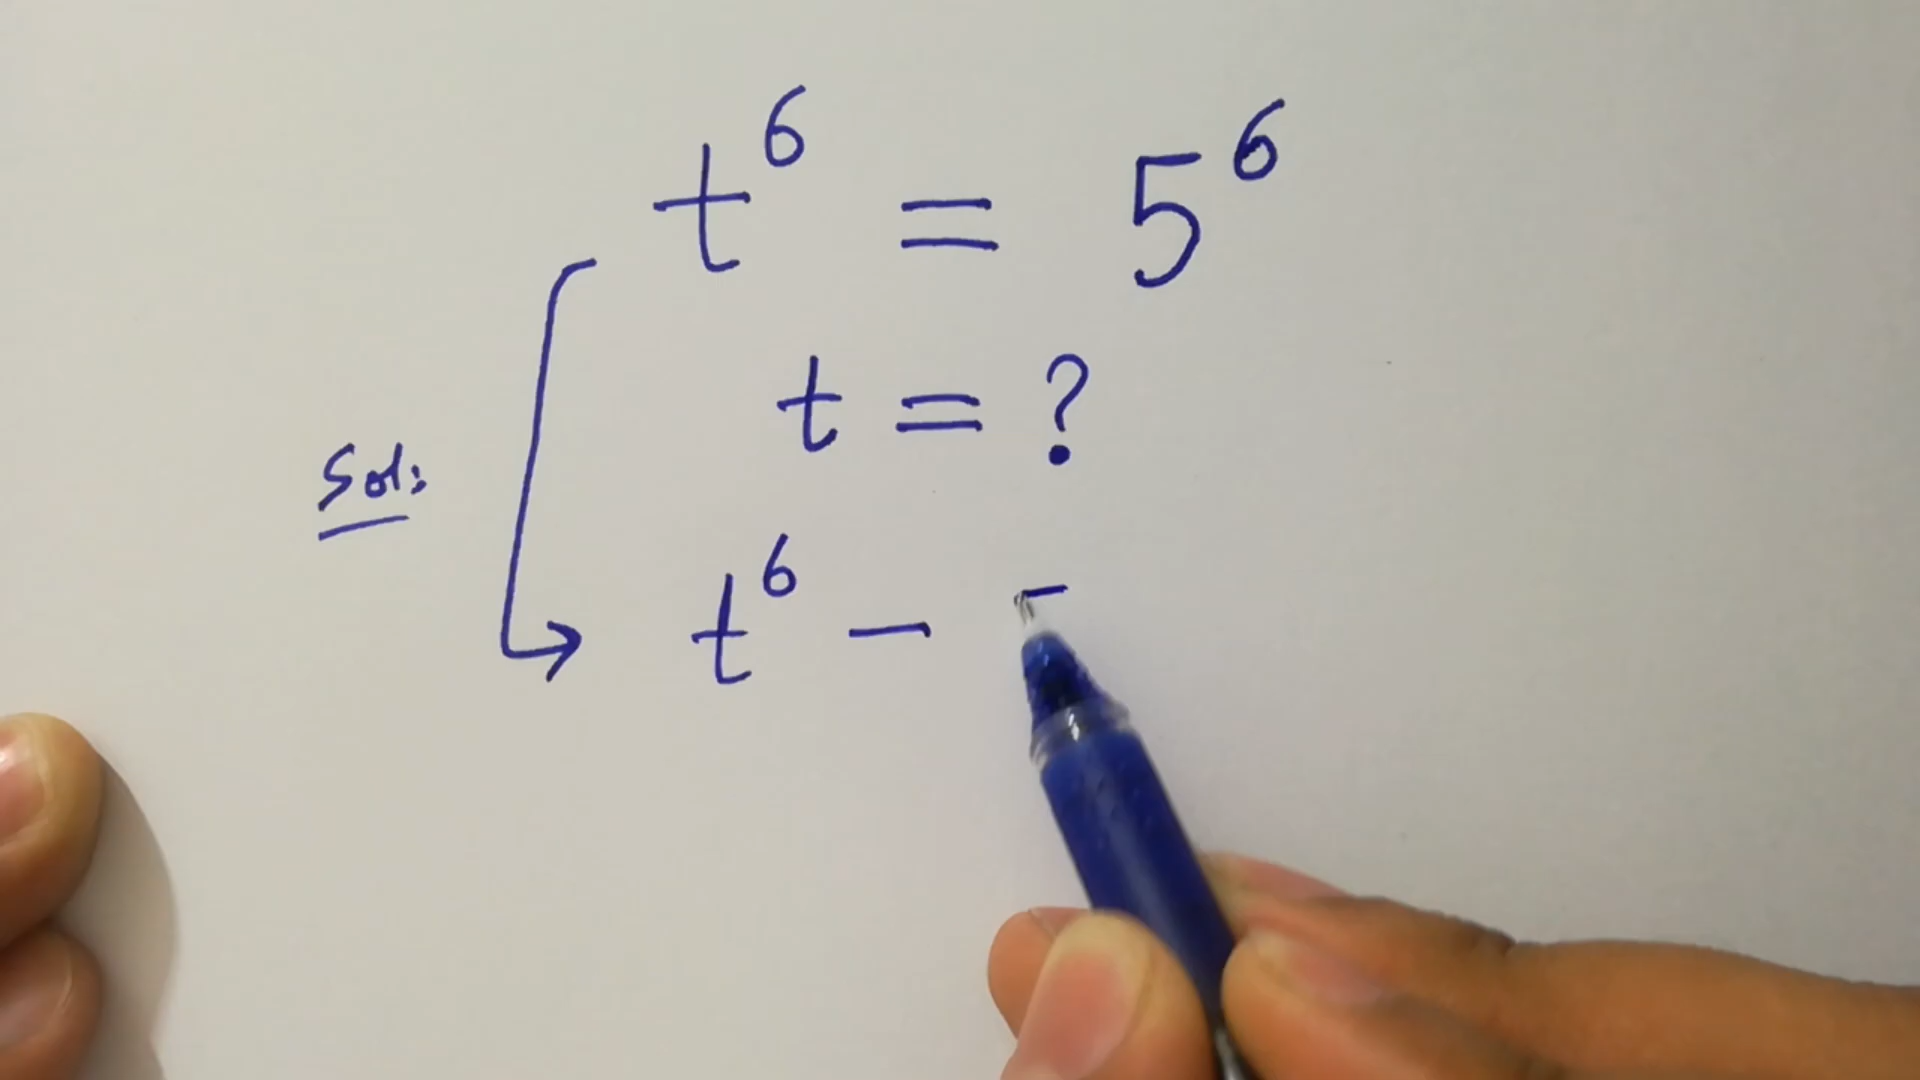 t⁶ = 5⁶
t = ?
Sol:
t⁶ −